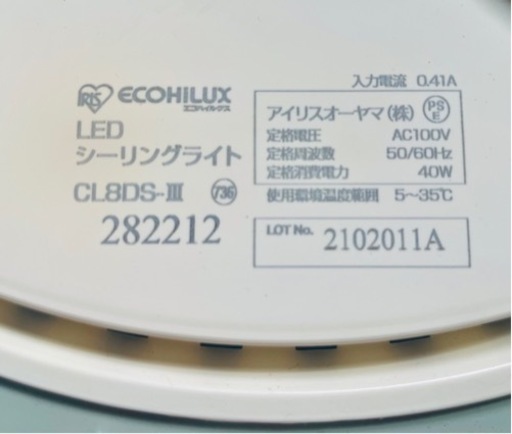 入力電流 0.41A
IRIS ECOHILUX
エコハイルクス
LED
シーリングライト
CL8DS-III 736
282212
アイリスオーヤマ(株) PSE
定格電圧 AC100V
定格周波数 50/60Hz
定格消費電力 40W
使用環境温度範囲 5~35℃
LOT No. 2102011A